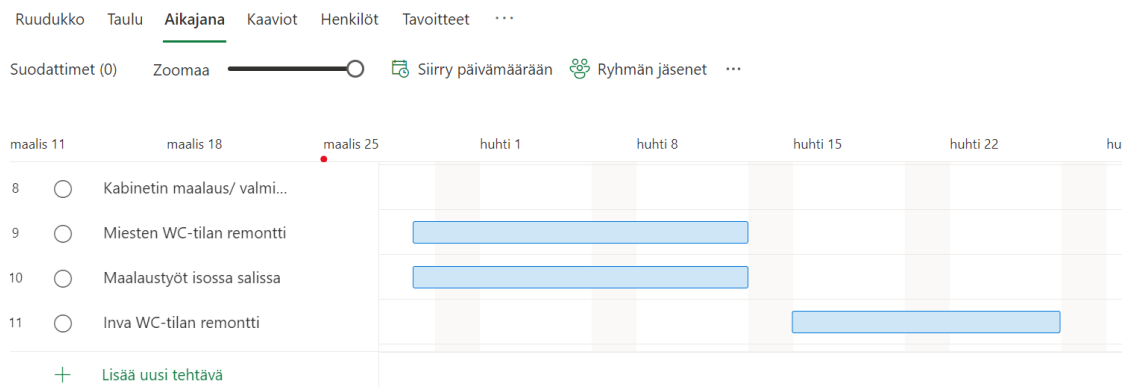 Ruudukko Taulu Aikajana Kaaviot Henkilöt Tavoitteet ...
Suodattimet (0) Zoomaa Siirry päivämäärään Ryhmän jäsenet ...
maalis 11 maalis 18 maalis 25 huhti 1 huhti 8 huhti 15 huhti 22 hu
8 Kabinetin maalaus/ valmi...
9 Miesten WC-tilan remontti
10 Maalaustyöt isossa salissa
11 Inva WC-tilan remontti
+ Lisää uusi tehtävä